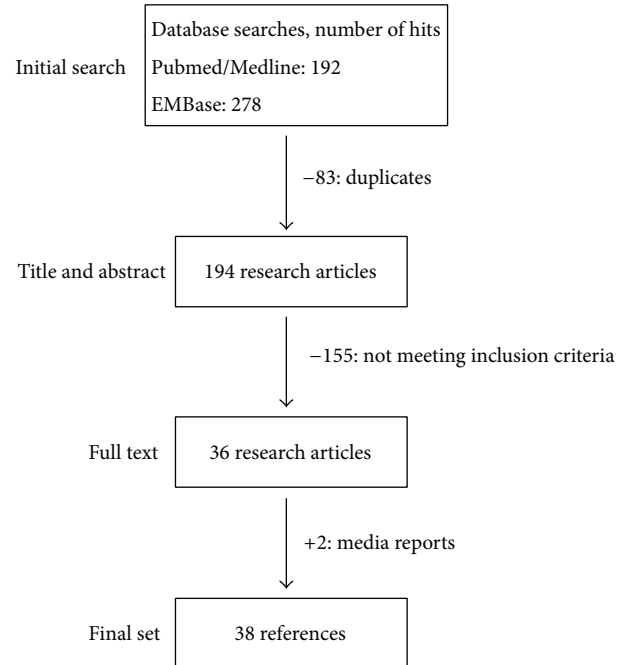 Database searches, number of hits
Initial search
Pubmed/Medline: 192
EMBase: 278
−83: duplicates
Title and abstract
194 research articles
−155: not meeting inclusion criteria
Full text
36 research articles
+2: media reports
Final set
38 references